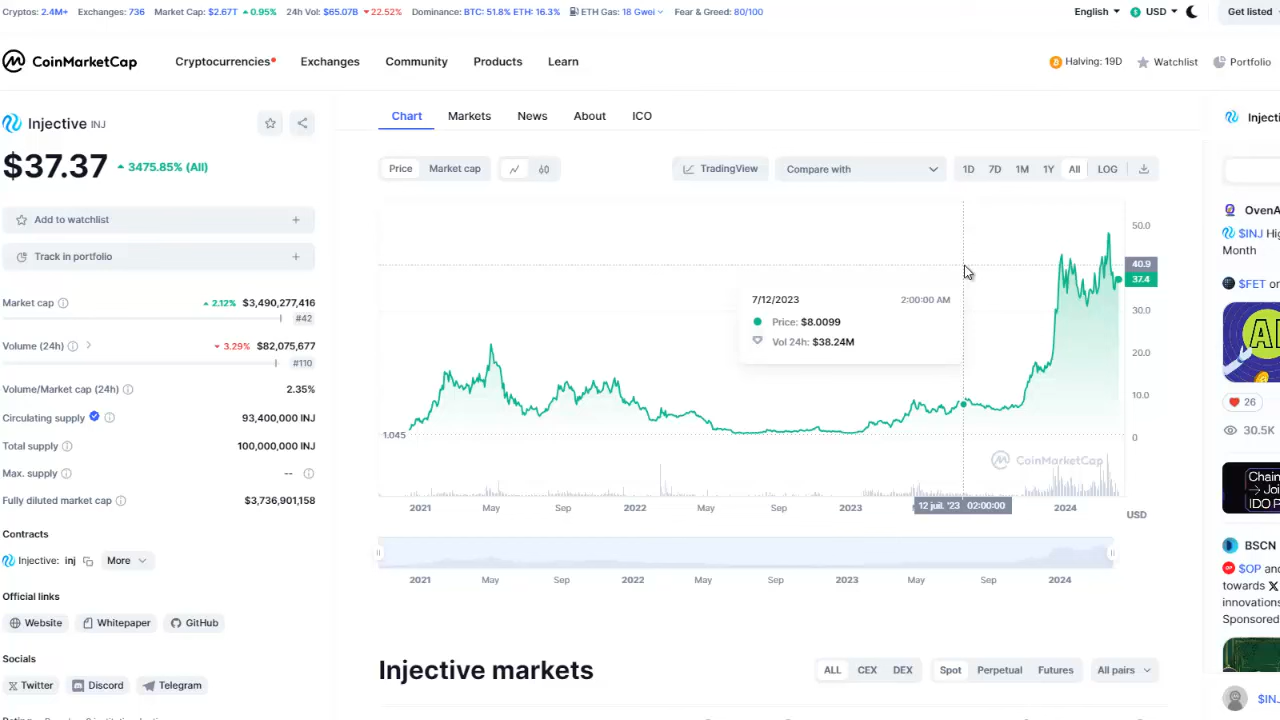 Cryptos: 2.4M+ Exchanges: 736 Market Cap: $2.67T 0.95% 24h Vol: $65.07B 22.52% Dominance: BTC: 51.8% ETH: 16.3% ETH Gas: 18 Gwei Fear & Greed: 80/100 English USD Get listed
CoinMarketCap Cryptocurrencies Exchanges Community Products Learn Halving: 19D Watchlist Portfolio
Injective INJ
$37.37 3475.85% (All)
Add to watchlist +
Track in portfolio +
Market cap 2.12% $3,490,277,416
#42
Volume (24h) 3.29% $82,075,677
#110
Volume/Market cap (24h) 2.35%
Circulating supply 93,400,000 INJ
Total supply 100,000,000 INJ
Max. supply --
Fully diluted market cap $3,736,901,158
Contracts
Injective: inj More
Official links
Website Whitepaper GitHub
Socials
Twitter Discord Telegram
Chart Markets News About ICO
Price Market cap TradingView Compare with 1D 7D 1M 1Y All LOG
50.0
40.9
37.4
30.0
20.0
10.0
0
1.045
7/12/2023 2:00:00 AM
Price: $8.0099
Vol 24h: $38.24M
CoinMarketCap
2021 May Sep 2022 May Sep 2023 12 juil. '23 02:00:00 2024
USD
2021 May Sep 2022 May Sep 2023 May Sep 2024
Injective markets ALL CEX DEX Spot Perpetual Futures All pairs
Injecti
OvenA
$INJ Hig
Month
$FET or
AI
26
30.5K
Chain
→ Joi
IDO P
BSCN
$OP and
towards X
innovations
Sponsored
$INJ